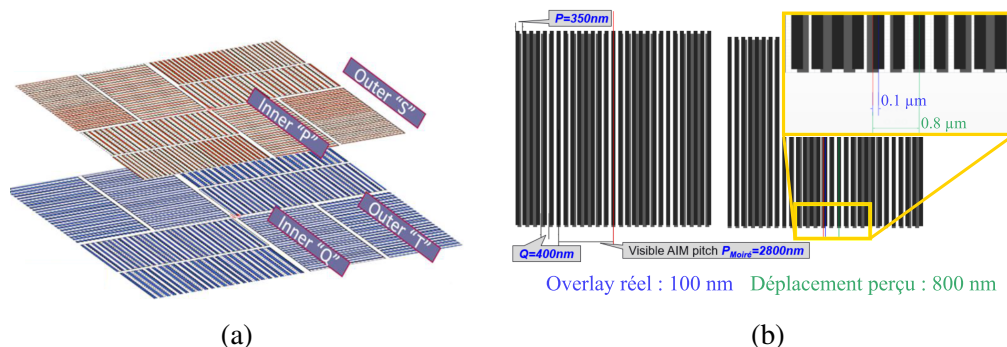 Outer “S”
Inner “P”
Inner “Q”
Outer “T”
(a)
P=350nm
0.1 µm
0.8 µm
Q=400nm
Visible AIM pitch P_Moiré=2800nm
Overlay réel : 100 nm Déplacement perçu : 800 nm
(b)